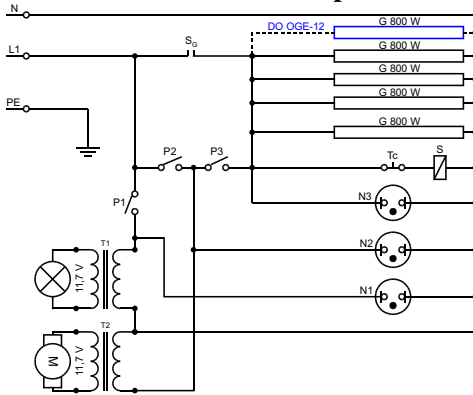 N
DO OGE-12
G 800 W
L1
SG
G 800 W
G 800 W
G 800 W
PE
G 800 W
P2
P3
Tc
S
P1
N3
N2
T1
11,7 V
N1
T2
M
11,7 V